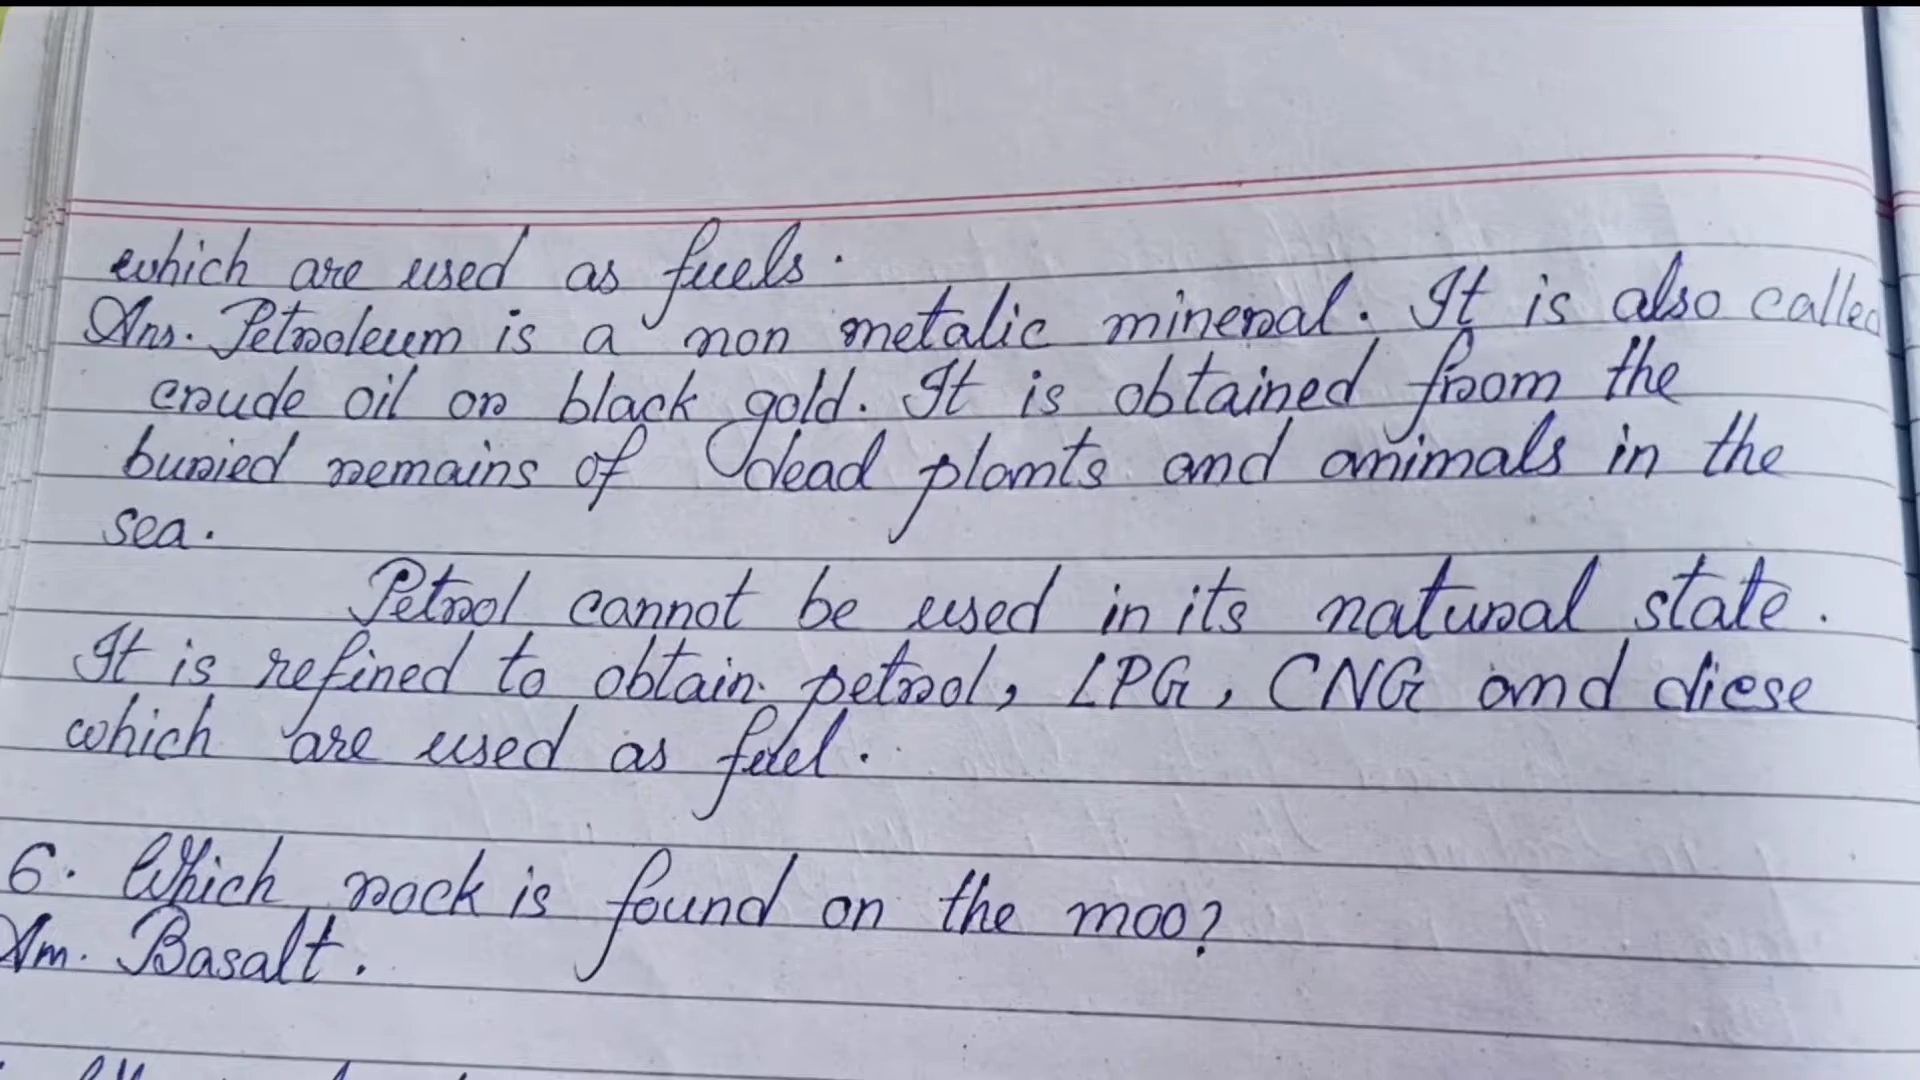 which are used as fuels.
Ans. Petroleum is a non metalic mineral. It is also called
crude oil or black gold. It is obtained from the
buried remains of dead plants and animals in the
sea.
Petrol cannot be used in its natural state.
It is refined to obtain petrol, LPG, CNG and diese
which are used as fuel.
6. Which rock is found on the moo?
An. Basalt.